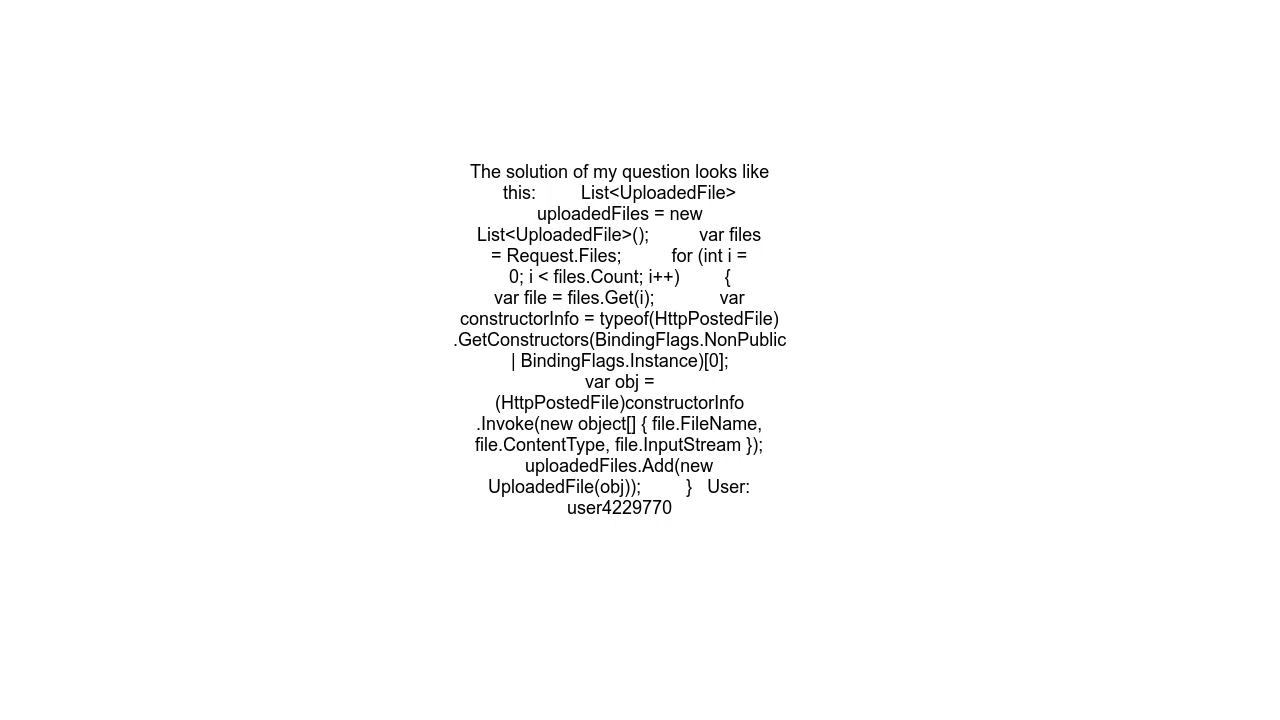 The solution of my question looks like
this: List<UploadedFile>
uploadedFiles = new
List<UploadedFile>(); var files
= Request.Files; for (int i =
0; i < files.Count; i++) {
var file = files.Get(i); var
constructorInfo = typeof(HttpPostedFile)
.GetConstructors(BindingFlags.NonPublic
| BindingFlags.Instance)[0];
var obj =
(HttpPostedFile)constructorInfo
.Invoke(new object[] { file.FileName,
file.ContentType, file.InputStream });
uploadedFiles.Add(new
UploadedFile(obj)); } User:
user4229770